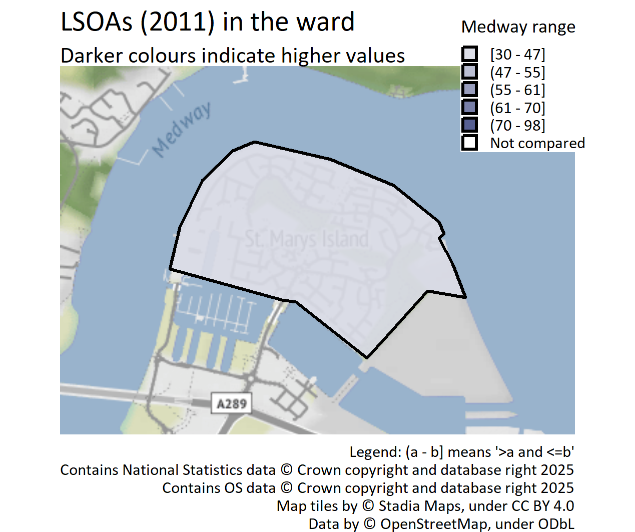 LSOAs (2011) in the ward
Darker colours indicate higher values
Medway range
[30 - 47]
(47 - 55]
(55 - 61]
(61 - 70]
(70 - 98]
Not compared
Medway
St. Marys Island
A289
Legend: (a - b] means '>a and <=b'
Contains National Statistics data © Crown copyright and database right 2025
Contains OS data © Crown copyright and database right 2025
Map tiles by © Stadia Maps, under CC BY 4.0
Data by © OpenStreetMap, under ODbL